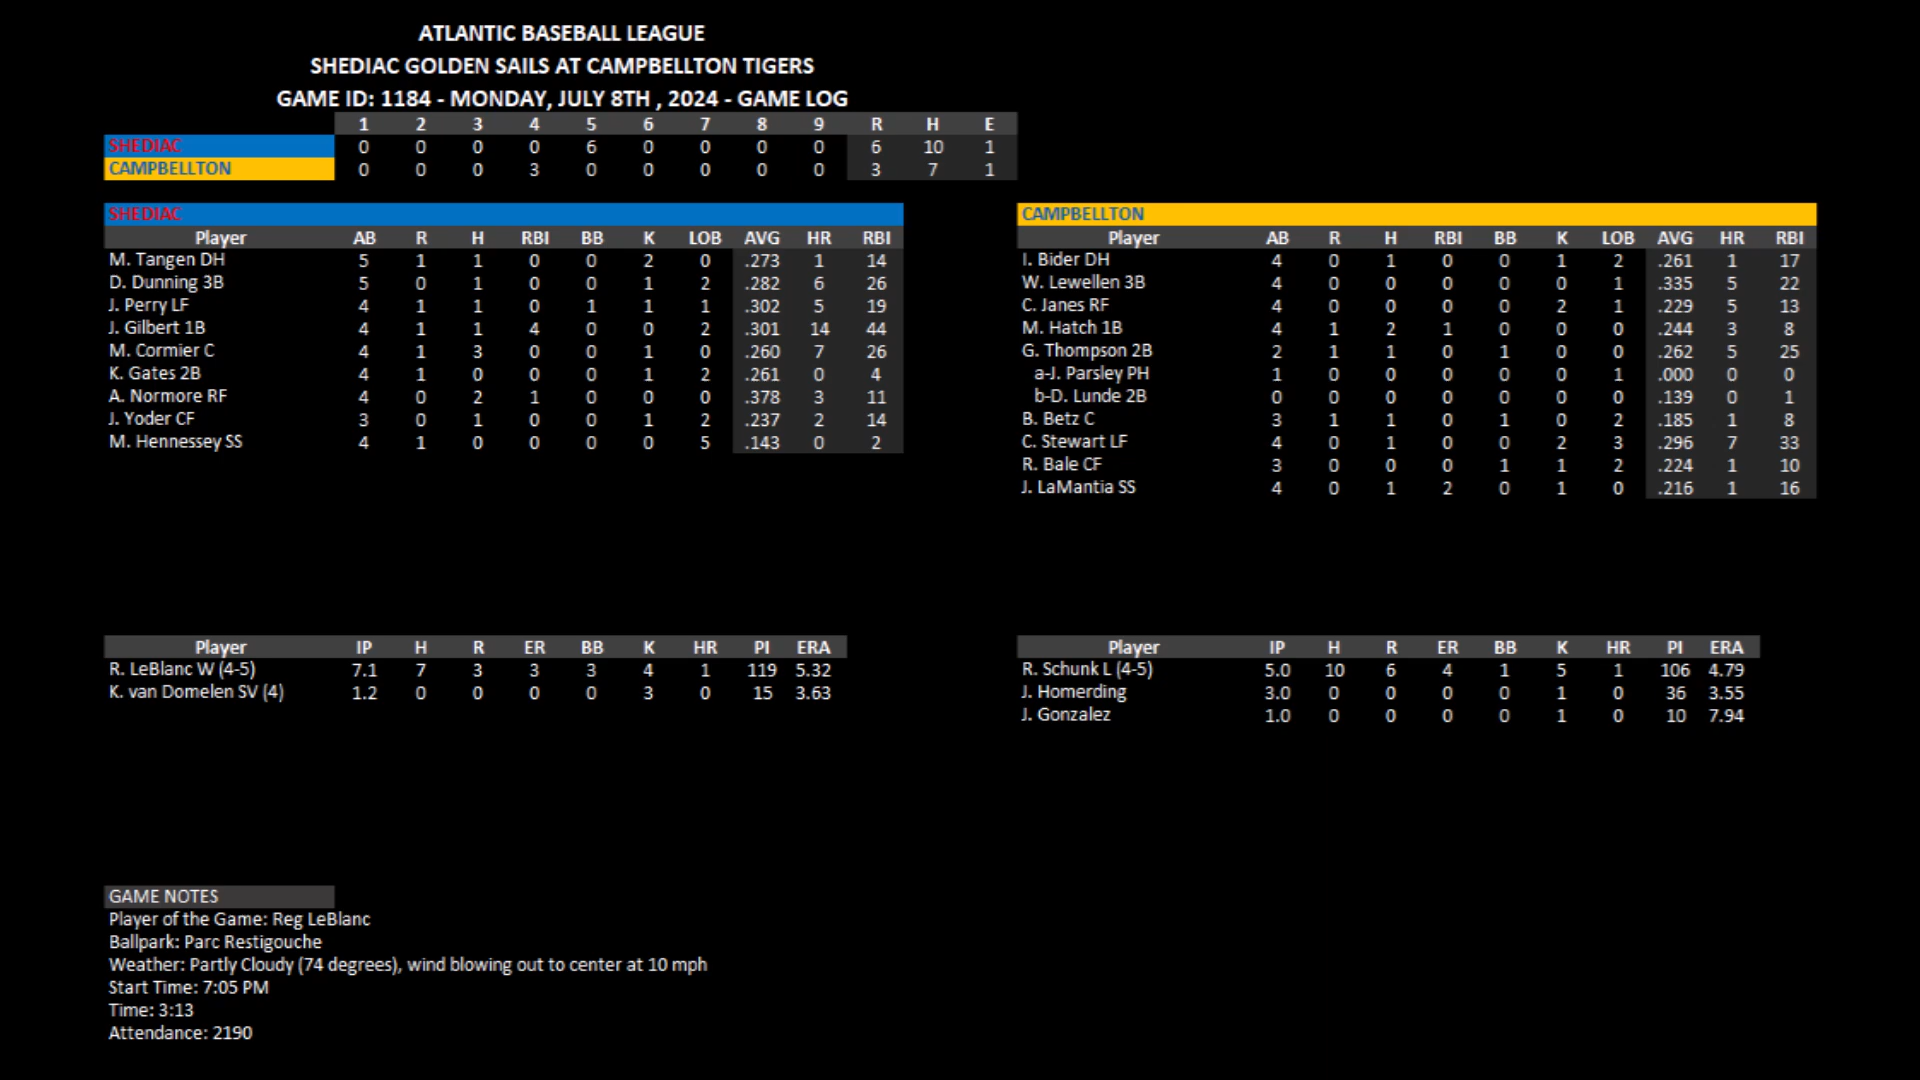 ATLANTIC BASEBALL LEAGUE
SHEDIAC GOLDEN SAILS AT CAMPBELLTON TIGERS
GAME ID: 1184 - MONDAY, JULY 8TH , 2024 - GAME LOG
1 2 3 4 5 6 7 8 9 R H E
SHEDIAC 0 0 0 0 6 0 0 0 0 6 10 1
CAMPBELLTON 0 0 0 3 0 0 0 0 0 3 7 1
SHEDIAC
Player AB R H RBI BB K LOB AVG HR RBI
M. Tangen DH 5 1 1 0 0 2 0 .273 1 14
D. Dunning 3B 5 0 1 0 0 1 2 .282 6 26
J. Perry LF 4 1 1 0 1 1 1 .302 5 19
J. Gilbert 1B 4 1 1 4 0 0 2 .301 14 44
M. Cormier C 4 1 3 0 0 1 0 .260 7 26
K. Gates 2B 4 1 0 0 0 1 2 .261 0 4
A. Normore RF 4 0 2 1 0 0 0 .378 3 11
J. Yoder CF 3 0 1 0 0 1 2 .237 2 14
M. Hennessey SS 4 1 0 0 0 0 5 .143 0 2
CAMPBELLTON
Player AB R H RBI BB K LOB AVG HR RBI
I. Bider DH 4 0 1 0 0 1 2 .261 1 17
W. Lewellen 3B 4 0 0 0 0 0 1 .335 5 22
C. Janes RF 4 0 0 0 0 2 1 .229 5 13
M. Hatch 1B 4 1 2 1 0 0 0 .244 3 8
G. Thompson 2B 2 1 1 0 1 0 0 .262 5 25
a-J. Parsley PH 1 0 0 0 0 0 1 .000 0 0
b-D. Lunde 2B 0 0 0 0 0 0 0 .139 0 1
B. Betz C 3 1 1 0 1 0 2 .185 1 8
C. Stewart LF 4 0 1 0 0 2 3 .296 7 33
R. Bale CF 3 0 0 0 1 1 2 .224 1 10
J. LaMantia SS 4 0 1 2 0 1 0 .216 1 16
Player IP H R ER BB K HR PI ERA
R. LeBlanc W (4-5) 7.1 7 3 3 3 4 1 119 5.32
K. van Domelen SV (4) 1.2 0 0 0 0 3 0 15 3.63
Player IP H R ER BB K HR PI ERA
R. Schunk L (4-5) 5.0 10 6 4 1 5 1 106 4.79
J. Homerding 3.0 0 0 0 0 1 0 36 3.55
J. Gonzalez 1.0 0 0 0 0 1 0 10 7.94
GAME NOTES
Player of the Game: Reg LeBlanc
Ballpark: Parc Restigouche
Weather: Partly Cloudy (74 degrees), wind blowing out to center at 10 mph
Start Time: 7:05 PM
Time: 3:13
Attendance: 2190